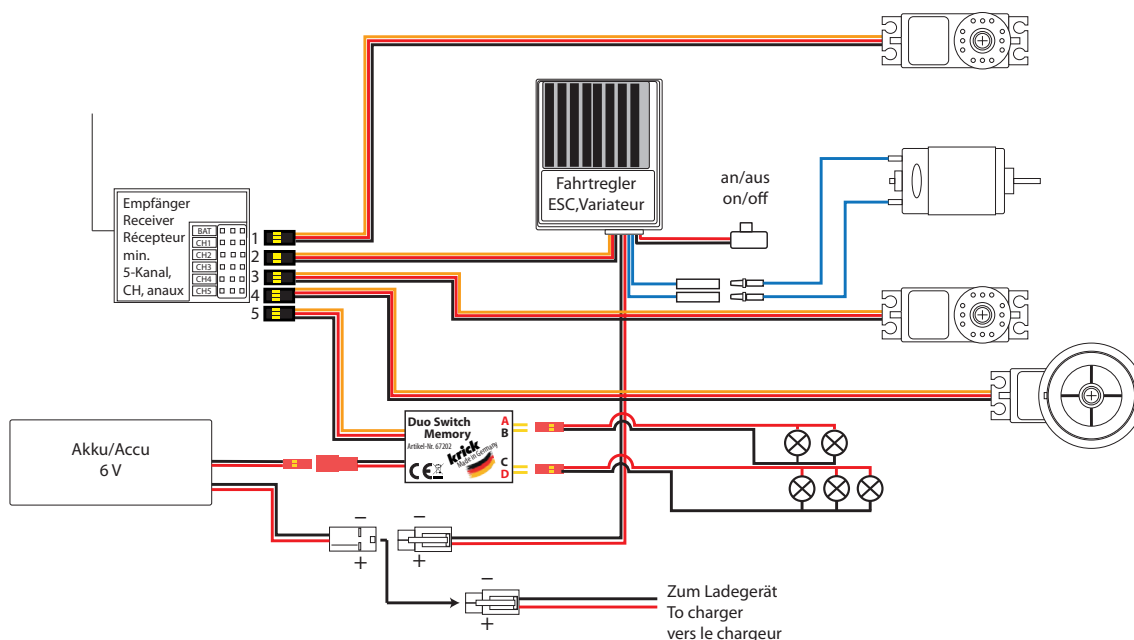 Empfänger
Receiver
Récepteur
min.
5-Kanal,
CH, anaux
BAT
CH1
CH2
CH3
CH4
CH5
1
2
3
4
5
Fahrtregler
ESC,Variateur
an/aus
on/off
Akku/Accu
6 V
Duo Switch
Memory
Artikel-Nr. 67202
krick
Made in Germany
CE
A
B
C
D
−
+
−
+
−
+
Zum Ladegerät
To charger
vers le chargeur